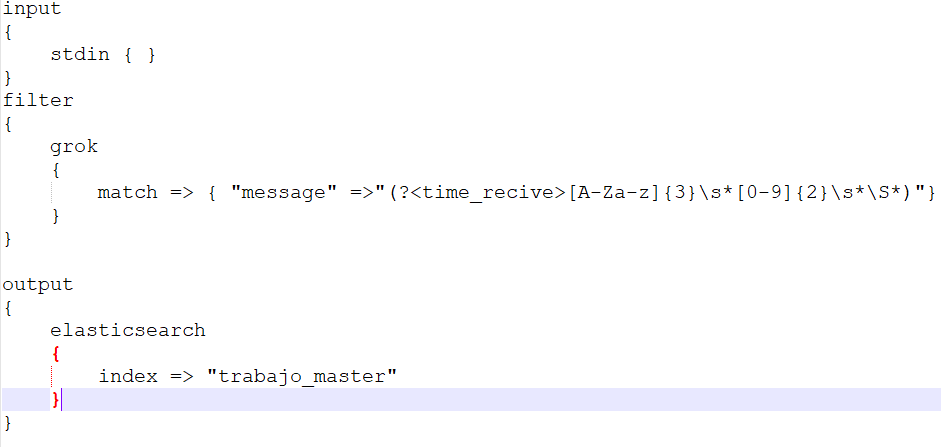 input
{
    stdin { }
}
filter
{
    grok
    {
        match => { "message" =>"(?<time_recive>[A-Za-z]{3}\s*[0-9]{2}\s*\S*)"}
    }
}

output
{
    elasticsearch
    {
        index => "trabajo_master"
    }
}